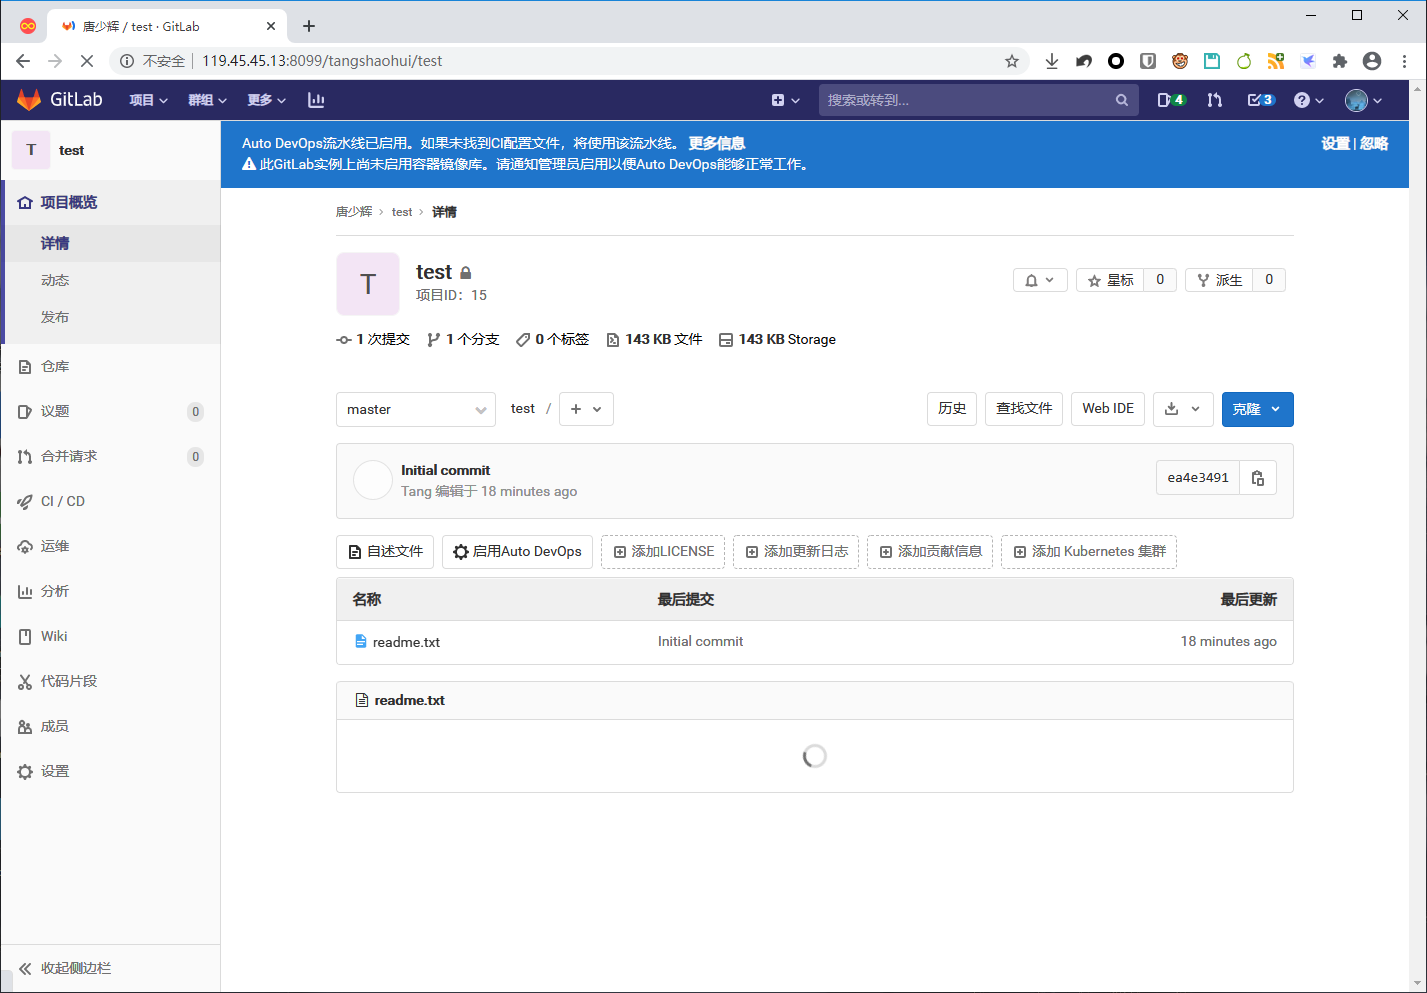 唐少辉 / test · GitLab
不安全 119.45.45.13:8099/tangshaohui/test
GitLab 项目 群组 更多 搜索或转到... 4 3
T test
Auto DevOps流水线已启用。如果未找到CI配置文件，将使用该流水线。 更多信息
设置 | 忽略
此GitLab实例上尚未启用容器镜像库。请通知管理员启用以便Auto DevOps能够正常工作。
项目概览
详情
动态
发布
仓库
议题 0
合并请求 0
CI / CD
运维
分析
Wiki
代码片段
成员
设置
收起侧边栏
唐少辉 › test › 详情
T
test
项目ID：15
星标 0 派生 0
1 次提交 1 个分支 0 个标签 143 KB 文件 143 KB Storage
master test / + 历史 查找文件 Web IDE 克隆
Initial commit
Tang 编辑于 18 minutes ago
ea4e3491
自述文件 启用Auto DevOps 添加LICENSE 添加更新日志 添加贡献信息 添加 Kubernetes 集群
名称 最后提交 最后更新
readme.txt Initial commit 18 minutes ago
readme.txt